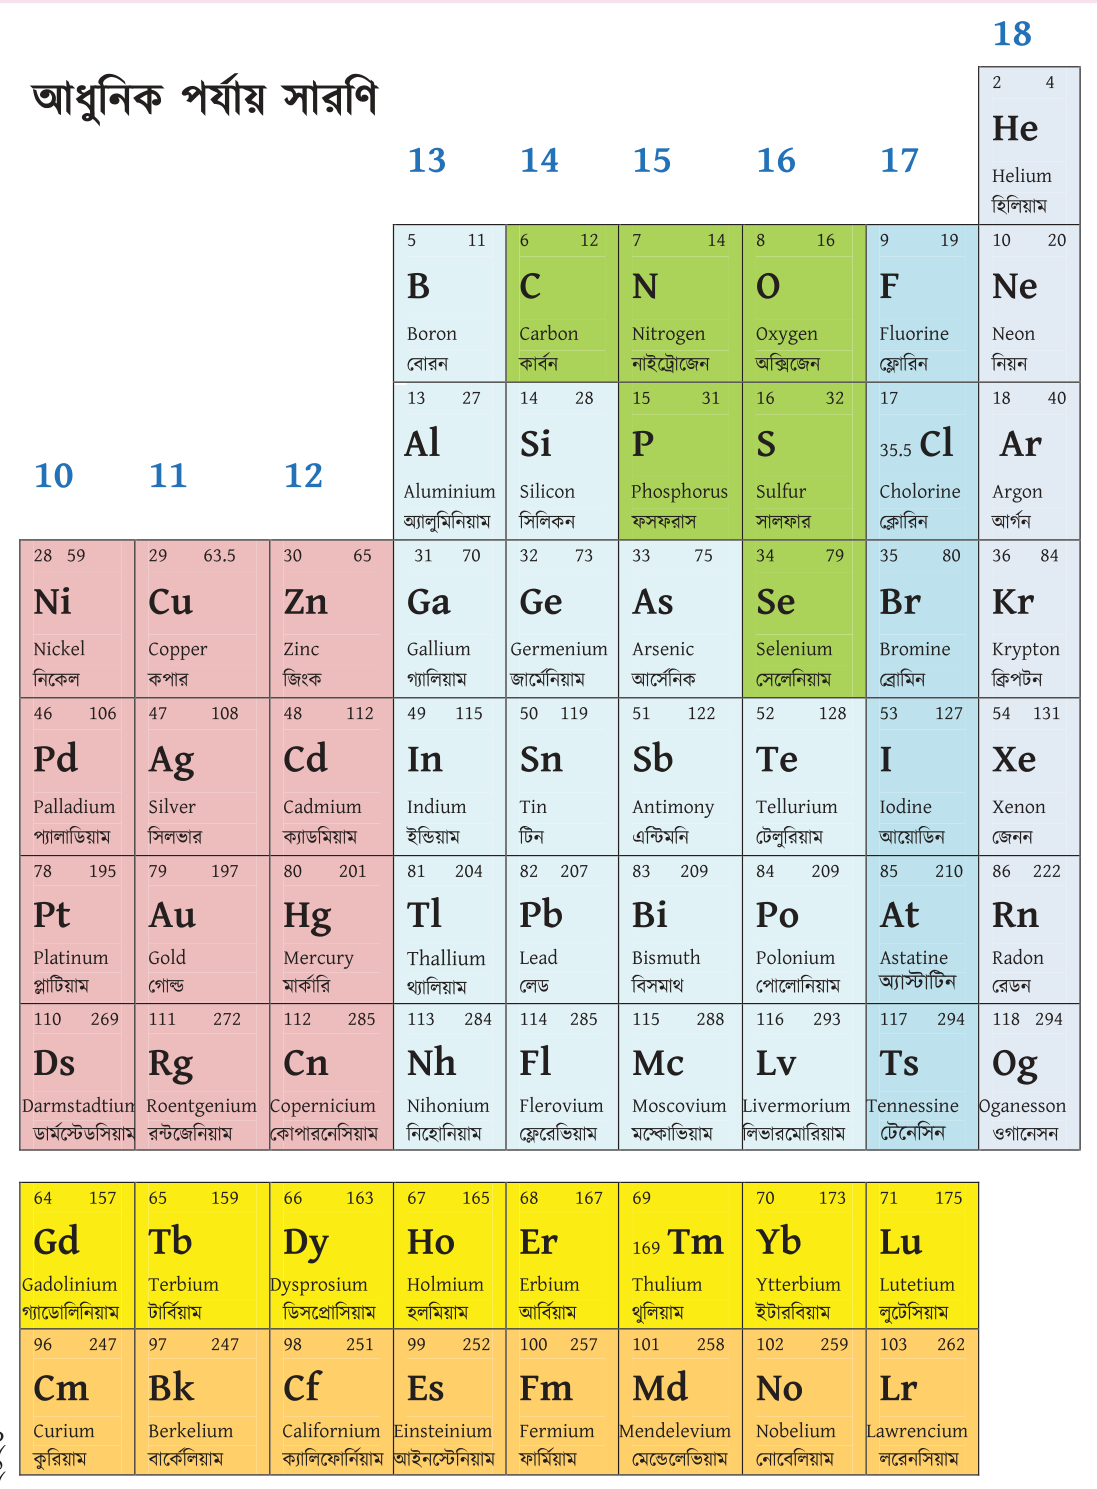 18
আধুনিক পর্যায় সারণি
2 4
He
Helium
হিলিয়াম
13 14 15 16 17
5 11 6 12 7 14 8 16 9 19 10 20
B C N O F Ne
Boron Carbon Nitrogen Oxygen Fluorine Neon
বোরন কার্বন নাইট্রোজেন অক্সিজেন ফ্লোরিন নিয়ন
13 27 14 28 15 31 16 32 17 18 40
Al Si P S 35.5 Cl Ar
10 11 12
Aluminium Silicon Phosphorus Sulfur Cholorine Argon
অ্যালুমিনিয়াম সিলিকন ফসফরাস সালফার ক্লোরিন আর্গন
28 59 29 63.5 30 65 31 70 32 73 33 75 34 79 35 80 36 84
Ni Cu Zn Ga Ge As Se Br Kr
Nickel Copper Zinc Gallium Germenium Arsenic Selenium Bromine Krypton
নিকেল কপার জিংক গ্যালিয়াম জার্মেনিয়াম আর্সেনিক সেলেনিয়াম ব্রোমিন ক্রিপটন
46 106 47 108 48 112 49 115 50 119 51 122 52 128 53 127 54 131
Pd Ag Cd In Sn Sb Te I Xe
Palladium Silver Cadmium Indium Tin Antimony Tellurium Iodine Xenon
প্যালাডিয়াম সিলভার ক্যাডমিয়াম ইন্ডিয়াম টিন এন্টিমনি টেলুরিয়াম আয়োডিন জেনন
78 195 79 197 80 201 81 204 82 207 83 209 84 209 85 210 86 222
Pt Au Hg Tl Pb Bi Po At Rn
Platinum Gold Mercury Thallium Lead Bismuth Polonium Astatine Radon
প্লাটিয়াম গোল্ড মার্কারি থ্যালিয়াম লেড বিসমাথ পোলোনিয়াম অ্যাস্টাটিন রেডন
110 269 111 272 112 285 113 284 114 285 115 288 116 293 117 294 118 294
Ds Rg Cn Nh Fl Mc Lv Ts Og
Darmstadtium Roentgenium Copernicium Nihonium Flerovium Moscovium Livermorium Tennessine Oganesson
ডার্মস্টেডসিয়াম রন্টজেনিয়াম কোপারনেসিয়াম নিহোনিয়াম ফ্লেরেভিয়াম মস্কোভিয়াম লিভারমোরিয়াম টেনেসিন ওগানেসন
64 157 65 159 66 163 67 165 68 167 69 70 173 71 175
Gd Tb Dy Ho Er 169 Tm Yb Lu
Gadolinium Terbium Dysprosium Holmium Erbium Thulium Ytterbium Lutetium
গ্যাডোলিনিয়াম টার্বিয়াম ডিসপ্রোসিয়াম হলমিয়াম আর্বিয়াম থুলিয়াম ইটারবিয়াম লুটেসিয়াম
96 247 97 247 98 251 99 252 100 257 101 258 102 259 103 262
Cm Bk Cf Es Fm Md No Lr
Curium Berkelium Californium Einsteinium Fermium Mendelevium Nobelium Lawrencium
কুরিয়াম বার্কেলিয়াম ক্যালিফোর্নিয়াম আইনস্টেনিয়াম ফার্মিয়াম মেন্ডেলেভিয়াম নোবেলিয়াম লরেনসিয়াম